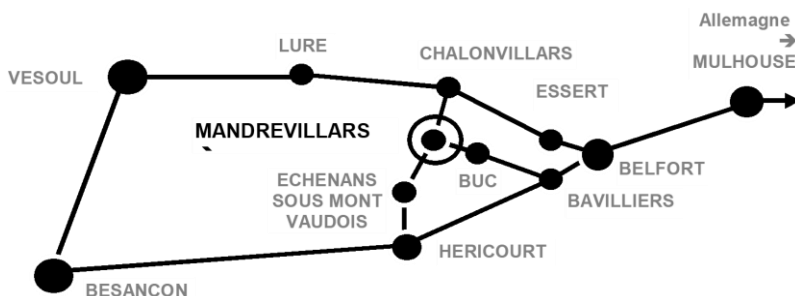 Allemagne
→
MULHOUSE
LURE
CHALONVILLARS
VESOUL
ESSERT
MANDREVILLARS
BELFORT
BUC
ECHENANS
SOUS MONT
VAUDOIS
BAVILLIERS
HERICOURT
BESANCON